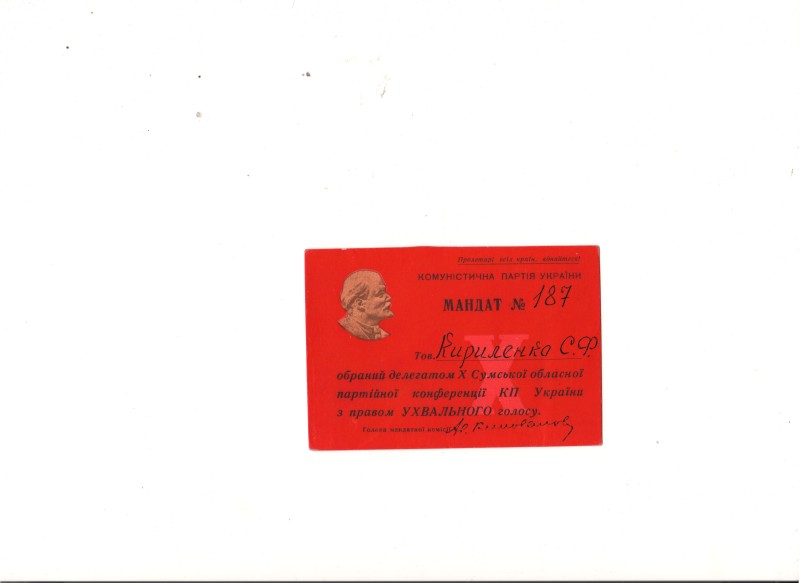 Пролетарі всіх країн, єднайтеся!
КОМУНІСТИЧНА ПАРТІЯ УКРАЇНИ
МАНДАТ № 187
Тов. Кириленко С.Ф.
обраний делегатом X Сумської обласної
партійної конференції КП України
з правом УХВАЛЬНОГО голосу.
Голова мандатної комісії
X